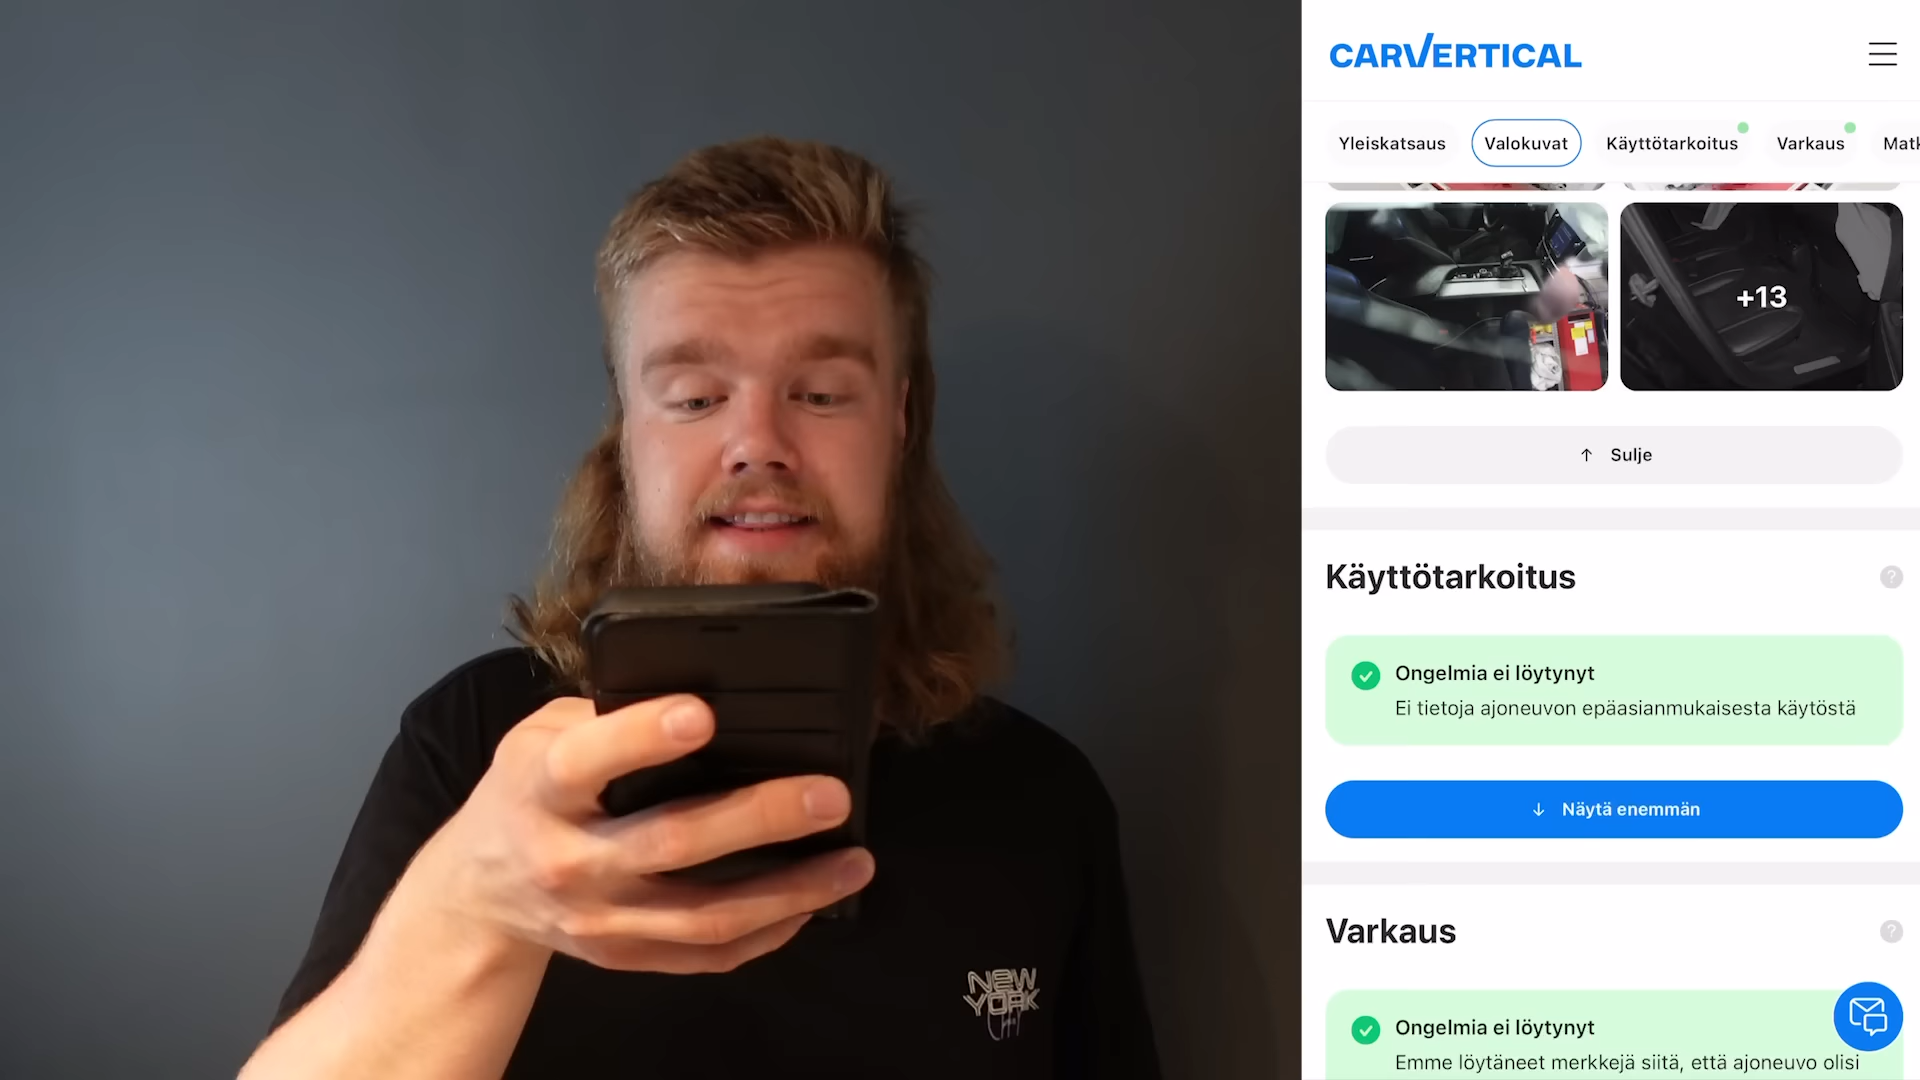 CARVERTICAL
Yleiskatsaus
Valokuvat
Käyttötarkoitus
Varkaus
Matk
+13
↑ Sulje
Käyttötarkoitus
?
Ongelmia ei löytynyt
Ei tietoja ajoneuvon epäasianmukaisesta käytöstä
↓ Näytä enemmän
Varkaus
?
Ongelmia ei löytynyt
Emme löytäneet merkkejä siitä, että ajoneuvo olisi
NEW
YORK